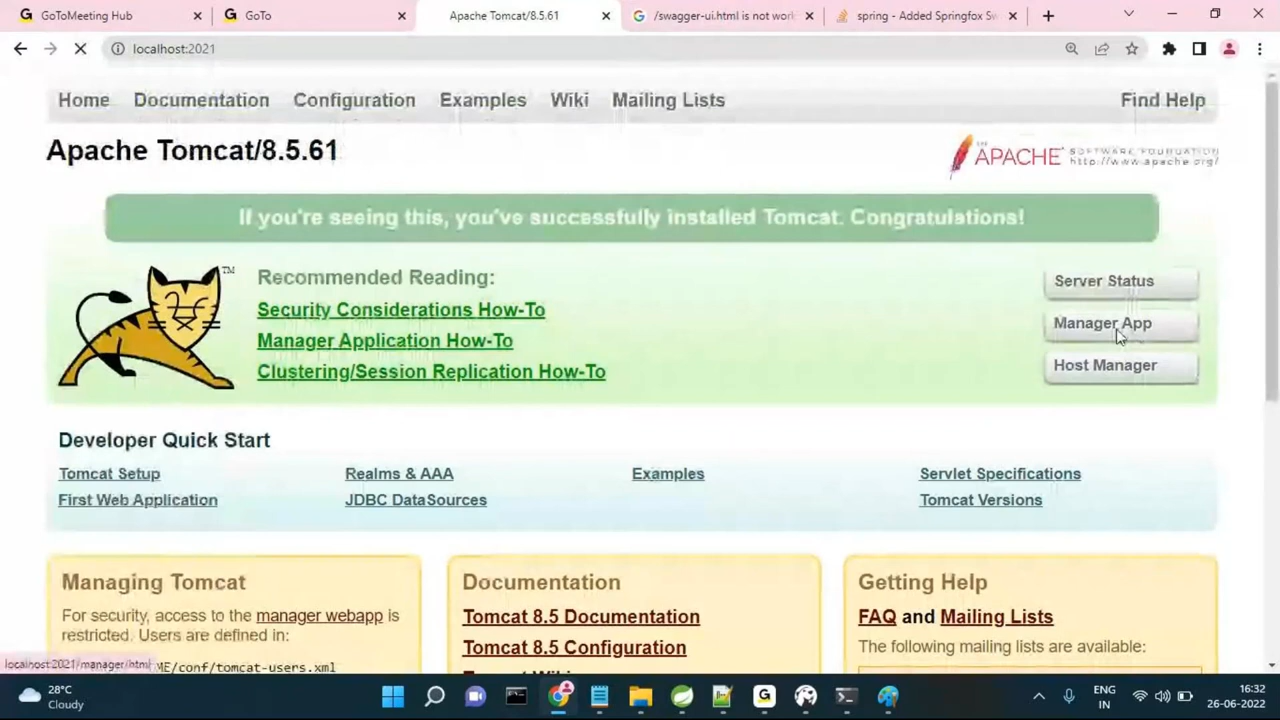 GoToMeeting Hub
GoTo
Apache Tomcat/8.5.61
/swagger-ui.html is not work
spring - Added Springfox Sw
localhost:2021
Home Documentation Configuration Examples Wiki Mailing Lists Find Help
Apache Tomcat/8.5.61
APACHE SOFTWARE FOUNDATION
http://www.apache.org/
If you're seeing this, you've successfully installed Tomcat. Congratulations!
TM
Recommended Reading:
Security Considerations How-To
Manager Application How-To
Clustering/Session Replication How-To
Server Status
Manager App
Host Manager
Developer Quick Start
Tomcat Setup
First Web Application
Realms & AAA
JDBC DataSources
Examples
Servlet Specifications
Tomcat Versions
Managing Tomcat
For security, access to the manager webapp is
restricted. Users are defined in:
ME/conf/tomcat-users.xml
Documentation
Tomcat 8.5 Documentation
Tomcat 8.5 Configuration
Getting Help
FAQ and Mailing Lists
The following mailing lists are available:
localhost:2021/manager/html
28°C
Cloudy
ENG
IN
16:32
26-06-2022